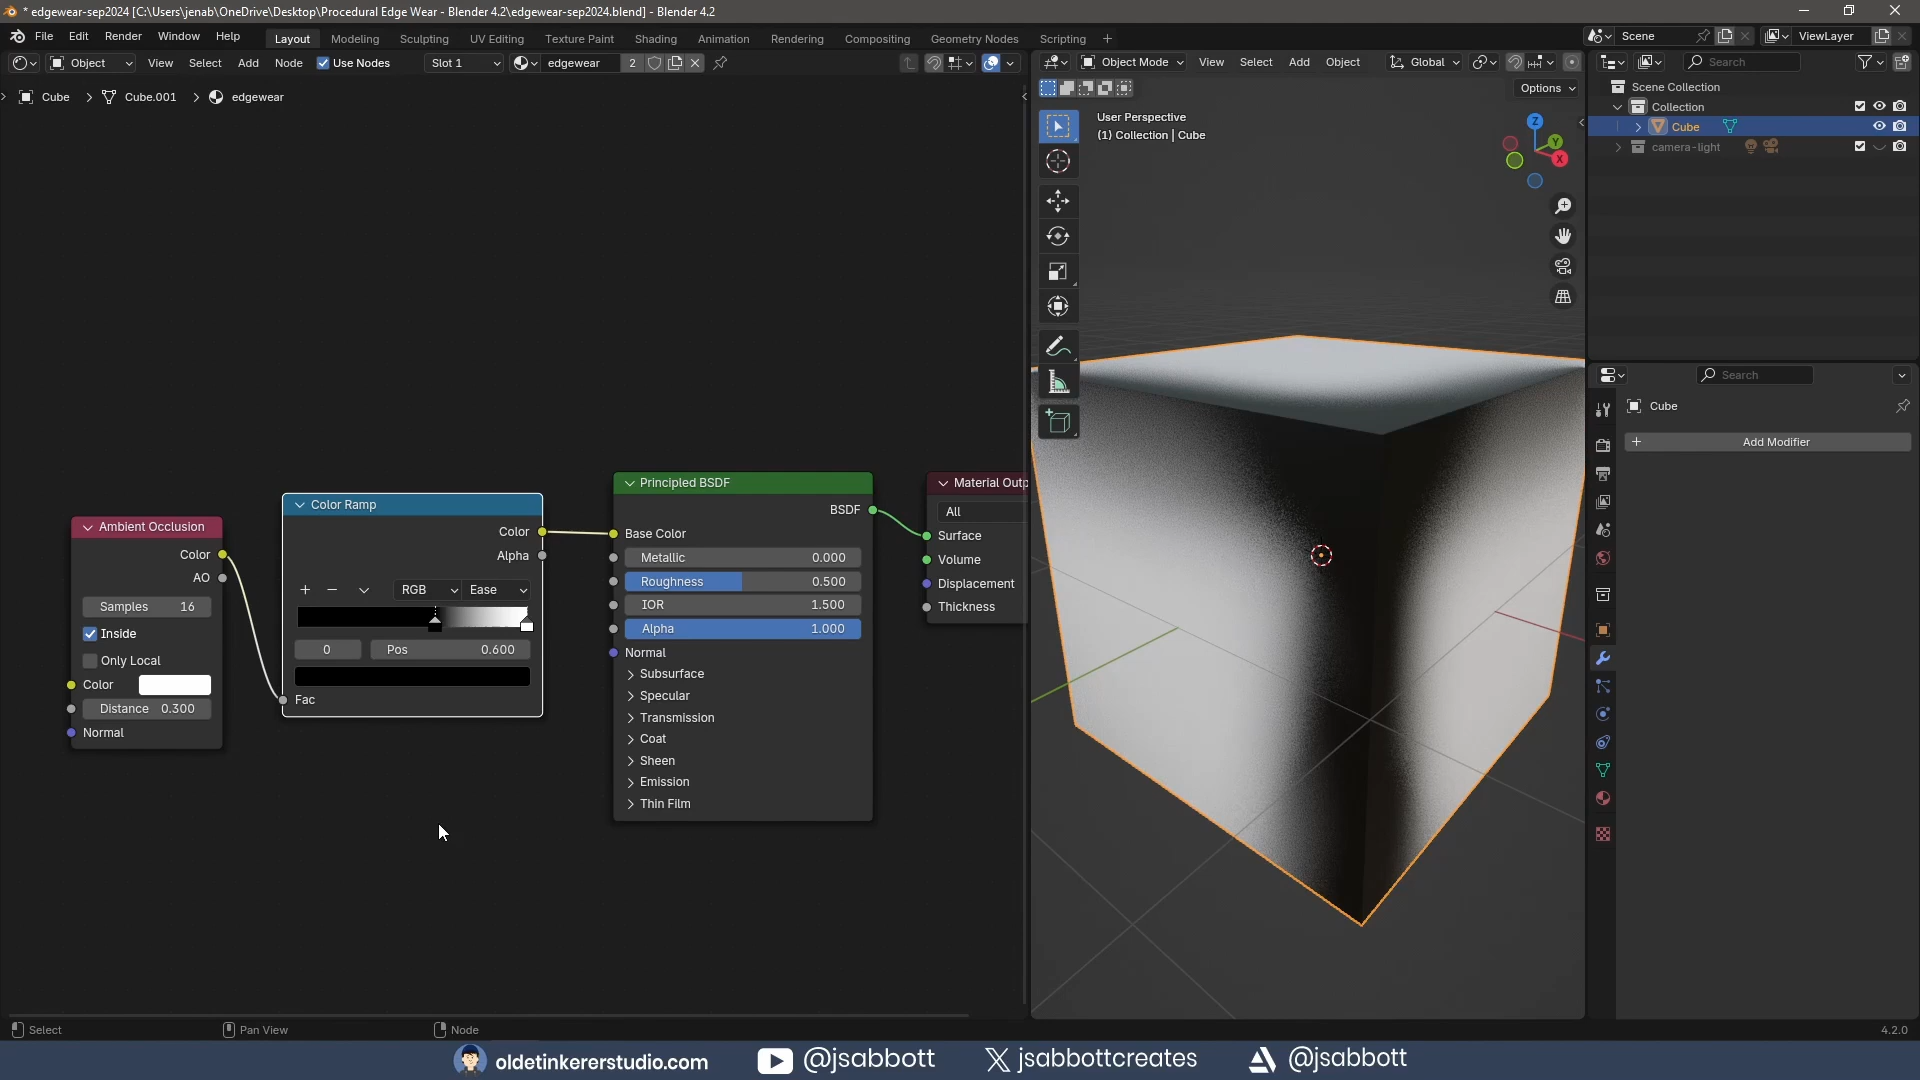 * edgewear-sep2024 [C:\Users\jenab\OneDrive\Desktop\Procedural Edge Wear - Blender 4.2\edgewear-sep2024.blend] - Blender 4.2
File Edit Render Window Help Layout Modeling Sculpting UV Editing Texture Paint Shading Animation Rendering Compositing Geometry Nodes Scripting + Scene ViewLayer
Object View Select Add Node Use Nodes Slot 1 edgewear 2 Object Mode View Select Add Object Global Search
Options
Cube > Cube.001 > edgewear
User Perspective
(1) Collection | Cube
Z
Y
X
Scene Collection
Collection
Cube
camera-light
Search
Cube
+ Add Modifier
Ambient Occlusion
Color
AO
Samples 16
Inside
Only Local
Color
Distance 0.300
Normal
Color Ramp
Color
Alpha
+ − RGB Ease
0 Pos 0.600
Fac
Principled BSDF
BSDF
Base Color
Metallic 0.000
Roughness 0.500
IOR 1.500
Alpha 1.000
Normal
Subsurface
Specular
Transmission
Coat
Sheen
Emission
Thin Film
Material Outp
All
Surface
Volume
Displacement
Thickness
Select Pan View Node 4.2.0
oldetinkererstudio.com @jsabbott jsabbottcreates @jsabbott